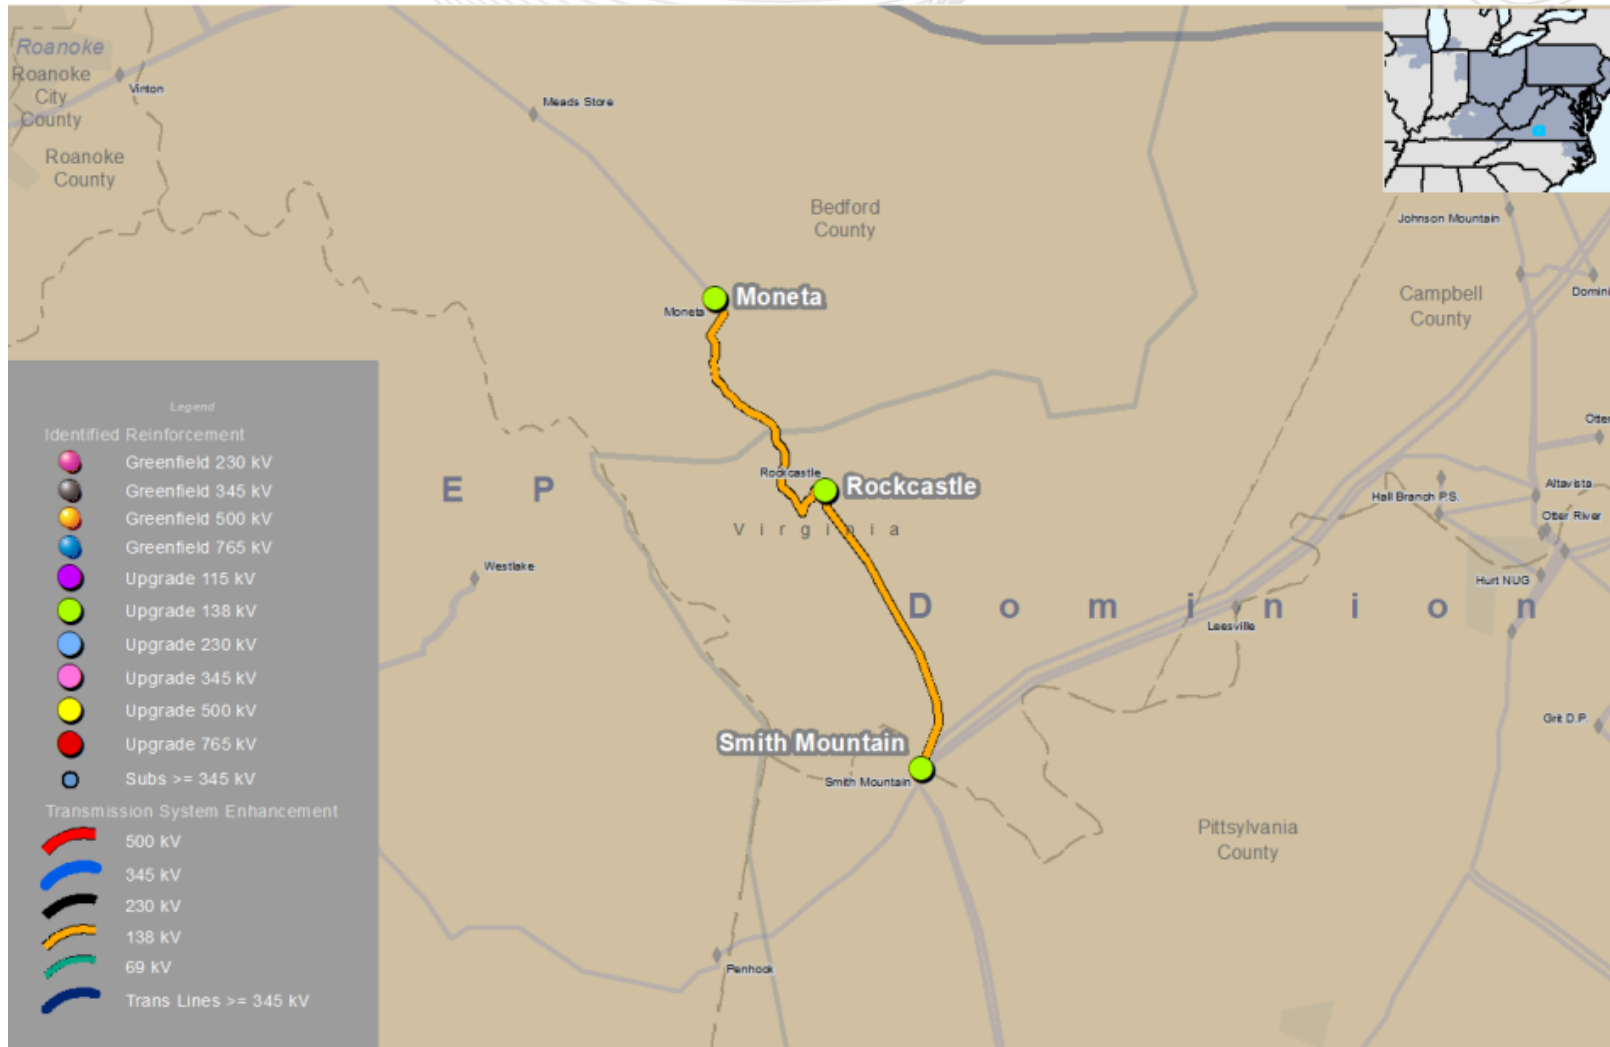 Roanoke
Roanoke
City
County
Vinton
Roanoke
County
Meads Store
Bedford
County
Johnson Mountain
Campbell
County
Domini
Moneta
Moneta
Rockcastle
Rockcastle
Virginia
E P
Westlake
Dominion
Otter
Altavista
Hall Branch P.S.
Otter River
Hurt NUG
Leesville
Grit D.P.
Smith Mountain
Smith Mountain
Pittsylvania
County
Penhook
Legend
Identified Reinforcement
Greenfield 230 kV
Greenfield 345 kV
Greenfield 500 kV
Greenfield 765 kV
Upgrade 115 kV
Upgrade 138 kV
Upgrade 230 kV
Upgrade 345 kV
Upgrade 500 kV
Upgrade 765 kV
Subs >= 345 kV
Transmission System Enhancement
500 kV
345 kV
230 kV
138 kV
69 kV
Trans Lines >= 345 kV